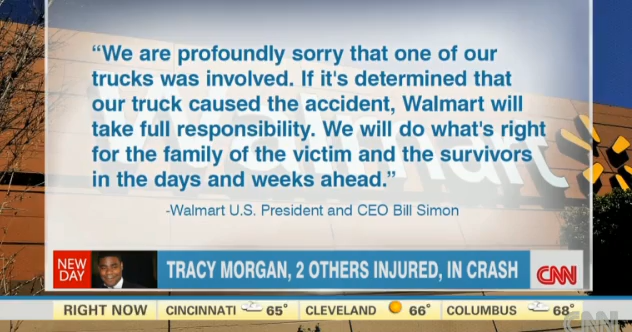 “We are profoundly sorry that one of our
trucks was involved. If it's determined that
our truck caused the accident, Walmart will
take full responsibility. We will do what's right
for the family of the victim and the survivors
in the days and weeks ahead.”
-Walmart U.S. President and CEO Bill Simon
NEW
DAY
TRACY MORGAN, 2 OTHERS INJURED, IN CRASH
CNN
RIGHT NOW CINCINNATI 65° CLEVELAND 66° COLUMBUS 68°
CNN